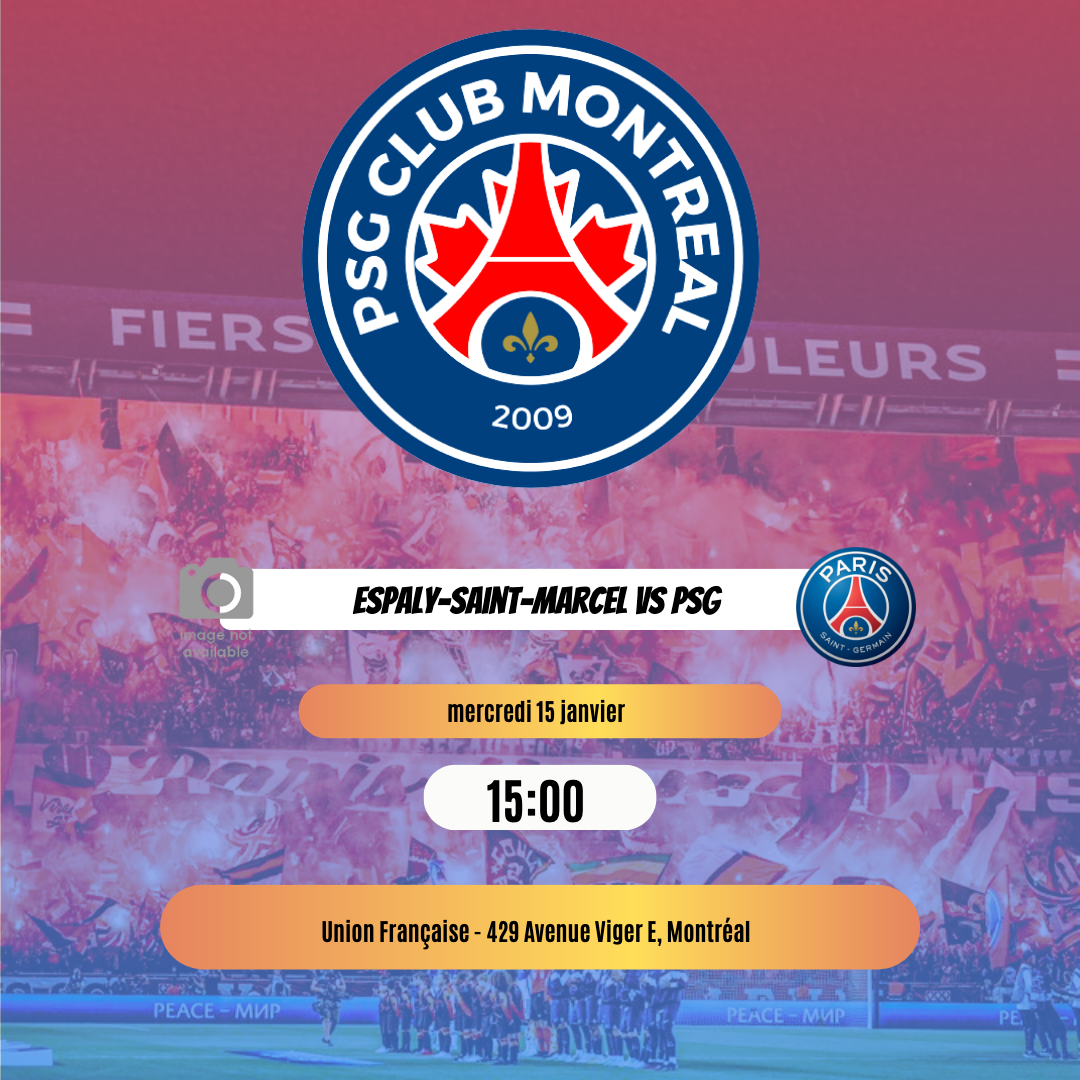 PSG CLUB MONTREAL
2009
FIERS
ULEURS
ESPALY-SAINT-MARCEL VS PSG
Image not
available
PARIS
SAINT-GERMAIN
mercredi 15 janvier
15:00
Union Française - 429 Avenue Viger E, Montréal
PEACE – МИР
PEACE – МИР